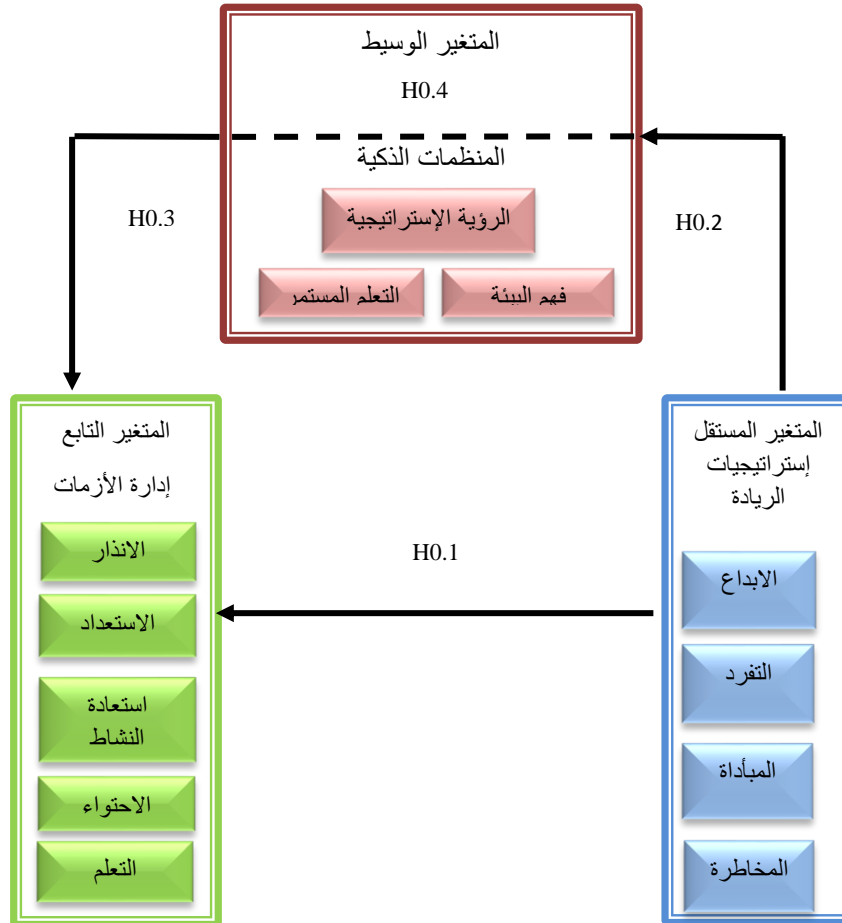 المتغير الوسيط
H0.4
المنظمات الذكية
H0.2
H0.3
الرؤية الإستراتيجية
فهم البيئة
التعلم المستمر
المتغير المستقل
إستراتيجيات
الريادة
الابداع
التفرد
المبأداة
المخاطرة
H0.1
المتغير التابع
إدارة الأزمات
الانذار
الاستعداد
استعادة
النشاط
الاحتواء
التعلم